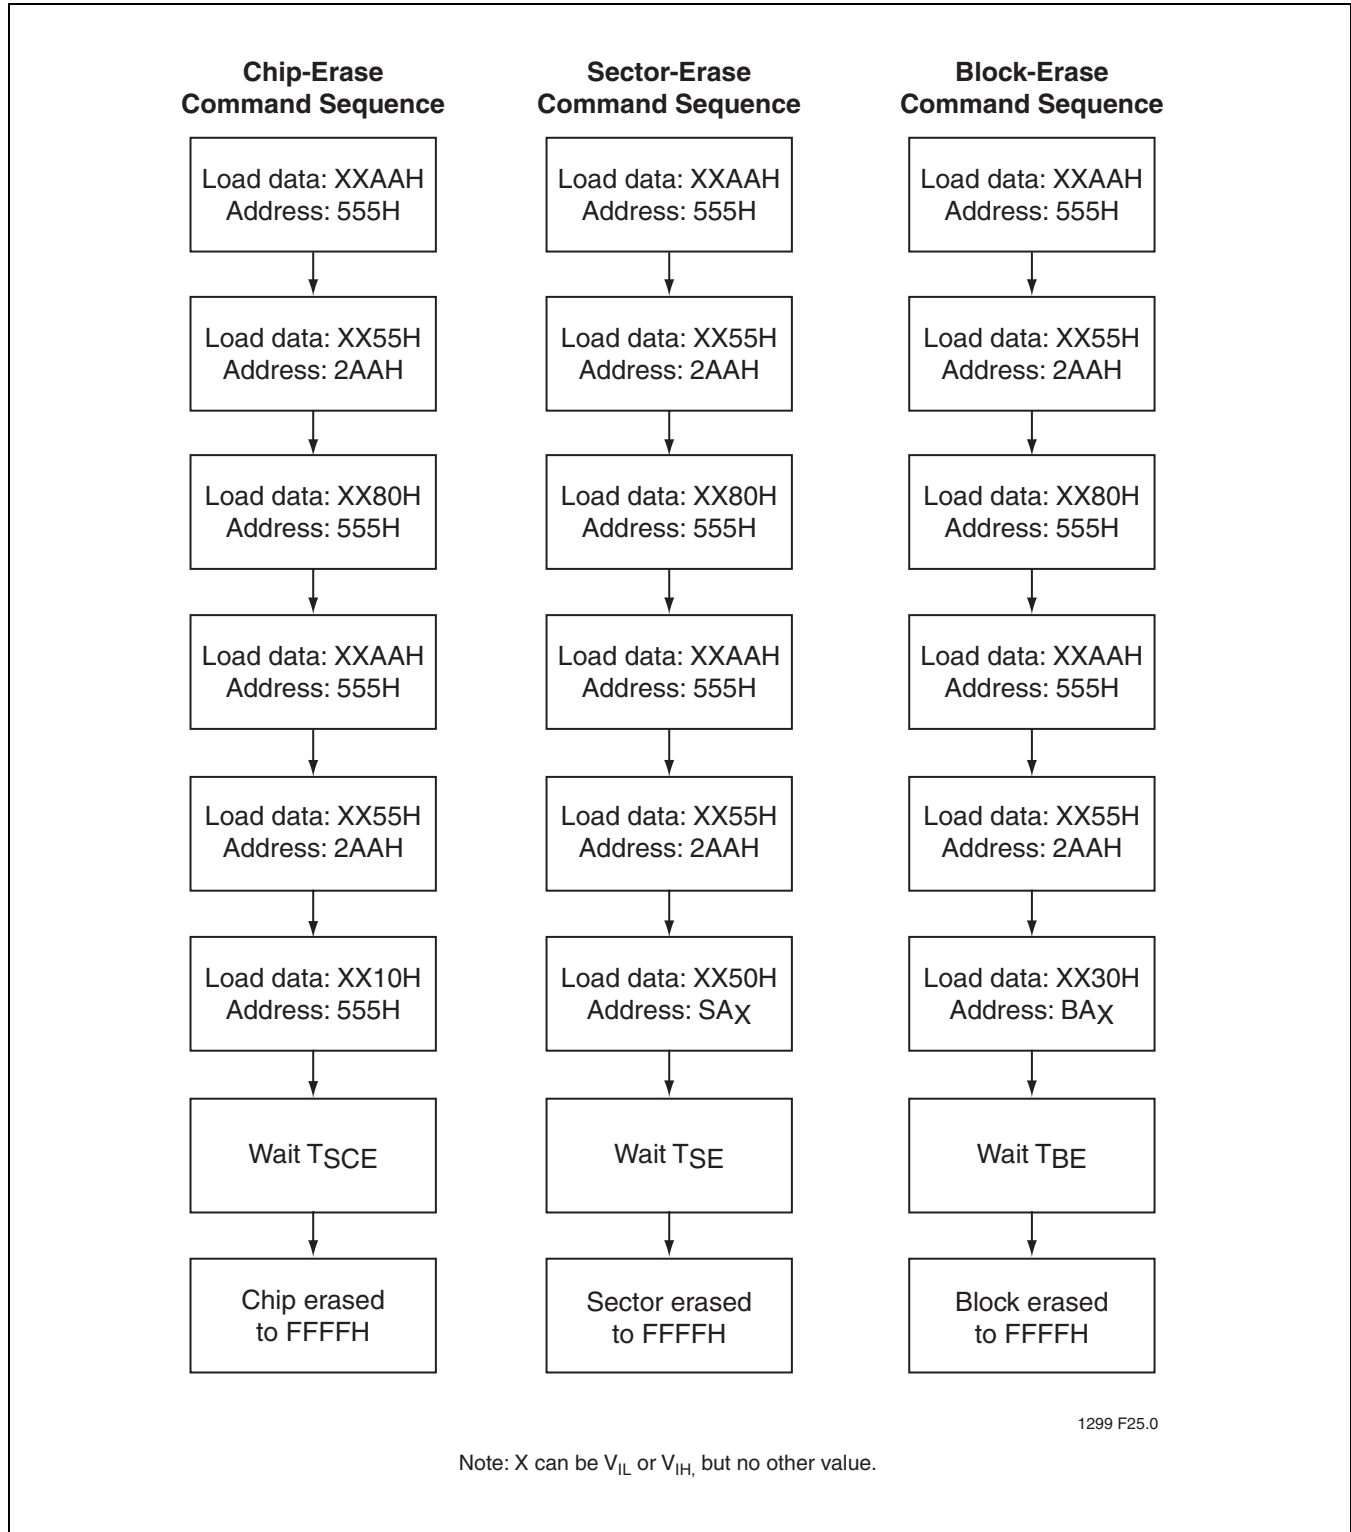 Chip-Erase
Command Sequence
Load data: XXAAH
Address: 555H
Load data: XX55H
Address: 2AAH
Load data: XX80H
Address: 555H
Load data: XXAAH
Address: 555H
Load data: XX55H
Address: 2AAH
Load data: XX10H
Address: 555H
Wait TSCE
Chip erased
to FFFFH
Sector-Erase
Command Sequence
Load data: XXAAH
Address: 555H
Load data: XX55H
Address: 2AAH
Load data: XX80H
Address: 555H
Load data: XXAAH
Address: 555H
Load data: XX55H
Address: 2AAH
Load data: XX50H
Address: SAX
Wait TSE
Sector erased
to FFFFH
Block-Erase
Command Sequence
Load data: XXAAH
Address: 555H
Load data: XX55H
Address: 2AAH
Load data: XX80H
Address: 555H
Load data: XXAAH
Address: 555H
Load data: XX55H
Address: 2AAH
Load data: XX30H
Address: BAX
Wait TBE
Block erased
to FFFFH
1299 F25.0
Note: X can be VIL or VIH, but no other value.